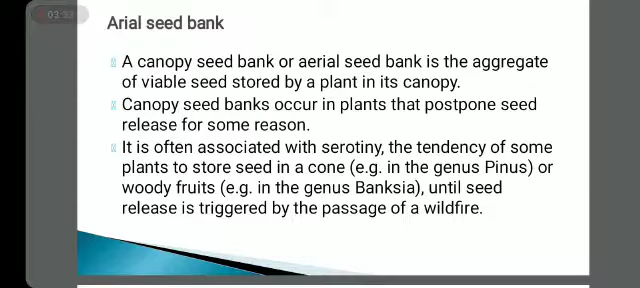 Arial seed bank
A canopy seed bank or aerial seed bank is the aggregate
of viable seed stored by a plant in its canopy.
Canopy seed banks occur in plants that postpone seed
release for some reason.
It is often associated with serotiny, the tendency of some
plants to store seed in a cone (e.g. in the genus Pinus) or
woody fruits (e.g. in the genus Banksia), until seed
release is triggered by the passage of a wildfire.